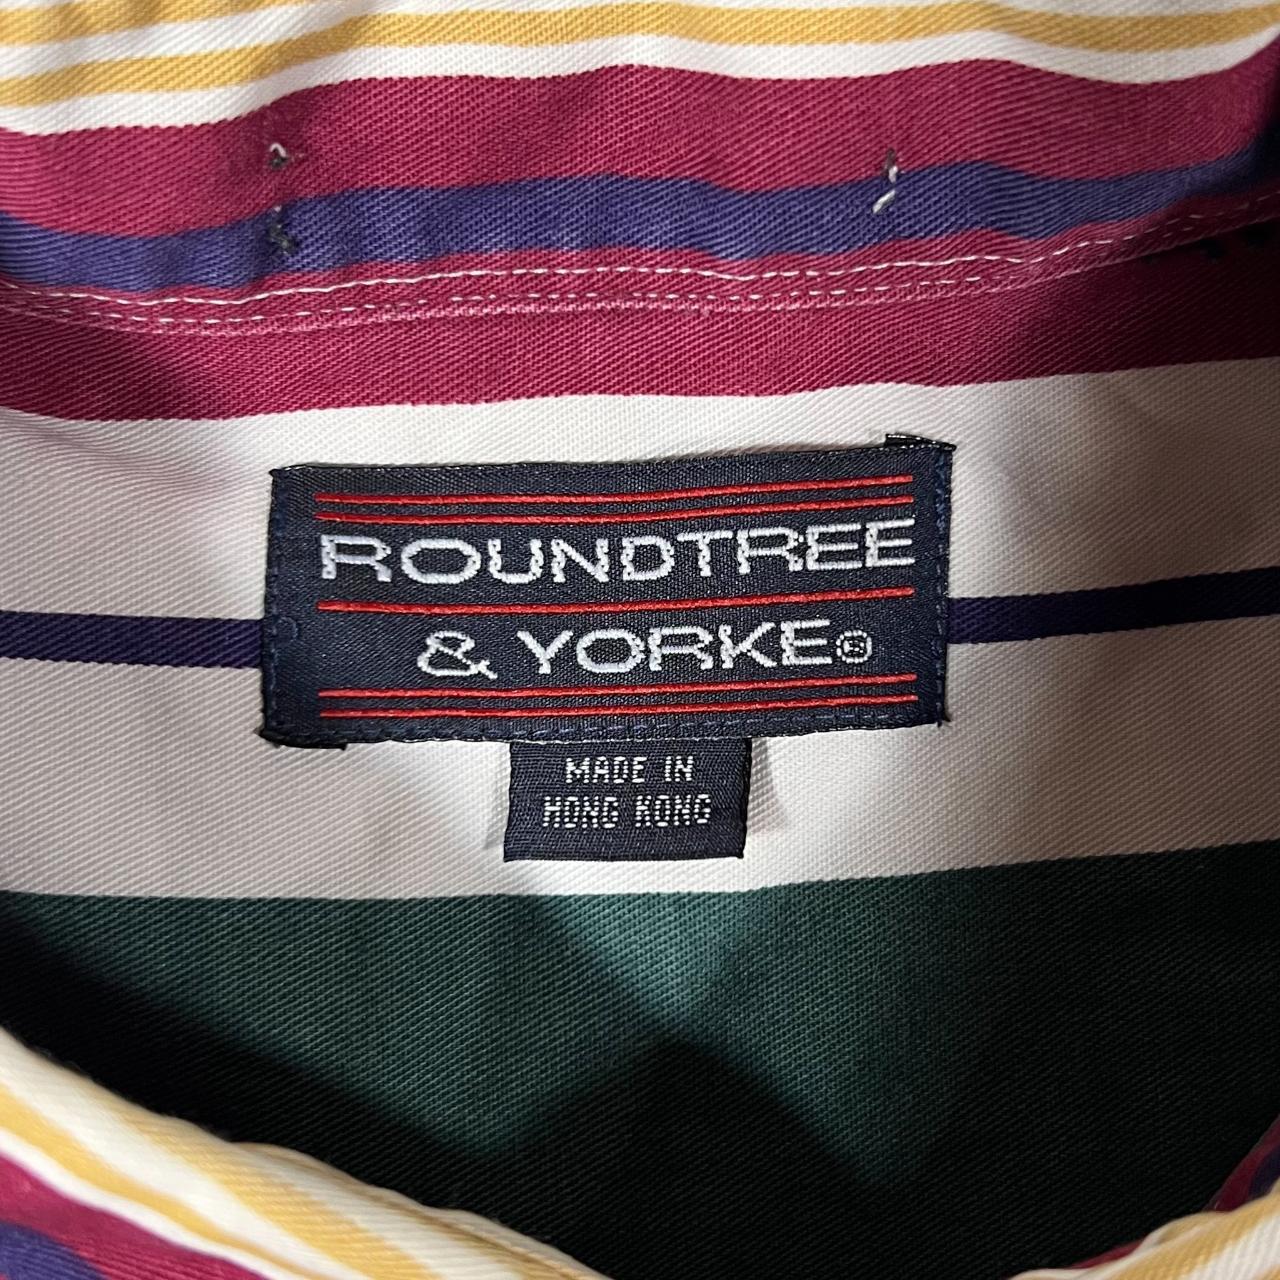 ROUNDTREE
& YORKE®
MADE IN
HONG KONG